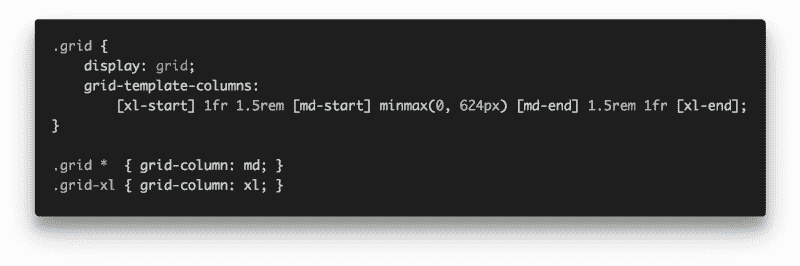 .grid {
    display: grid;
    grid-template-columns:
        [xl-start] 1fr 1.5rem [md-start] minmax(0, 624px) [md-end] 1.5rem 1fr [xl-end];
}

.grid *  { grid-column: md; }
.grid-xl { grid-column: xl; }